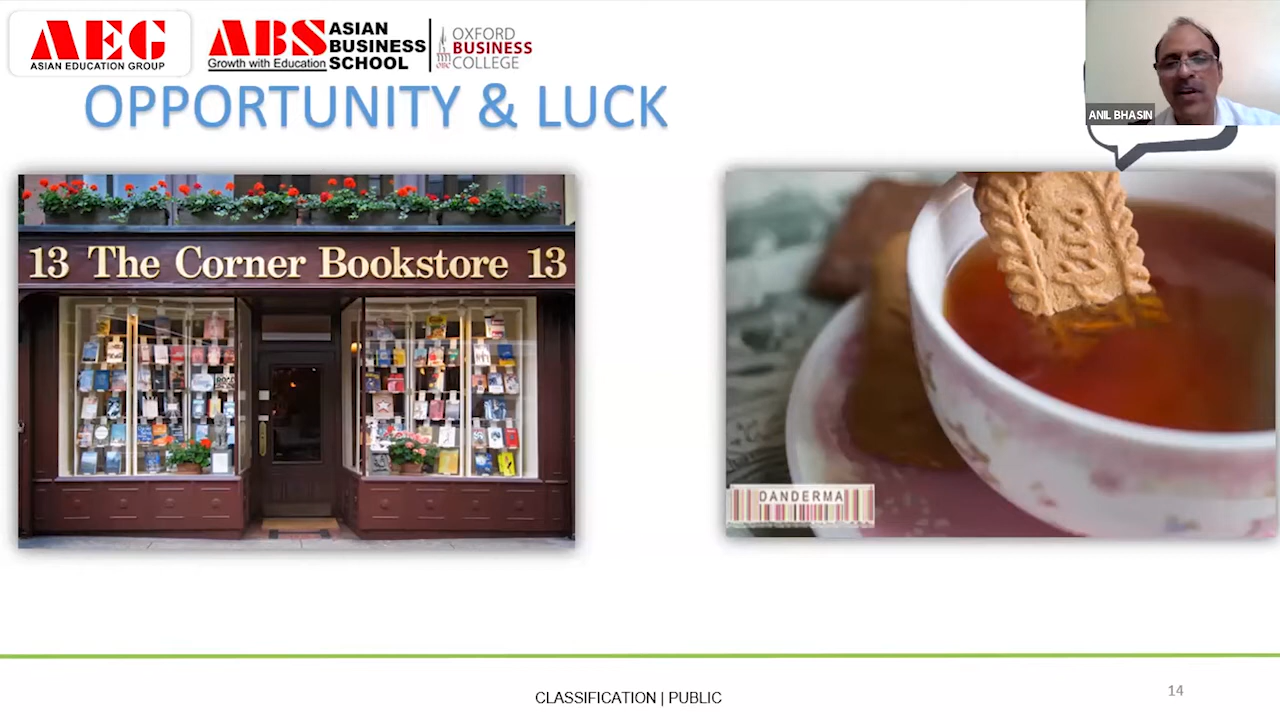 AEG
ASIAN EDUCATION GROUP
ABS
Growth with Education
ASIAN
BUSINESS
SCHOOL
OXFORD
BUSINESS
COLLEGE
OPPORTUNITY & LUCK
ANIL BHASIN
13 The Corner Bookstore 13
DANDERMA
CLASSIFICATION | PUBLIC
14